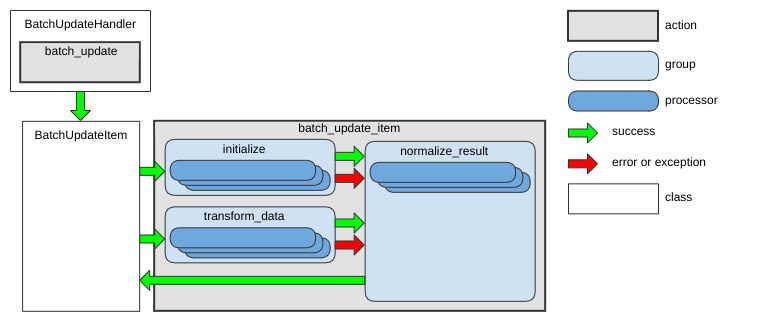 BatchUpdateHandler
batch_update
BatchUpdateItem
batch_update_item
initialize
normalize_result
transform_data
action
group
processor
success
error or exception
class